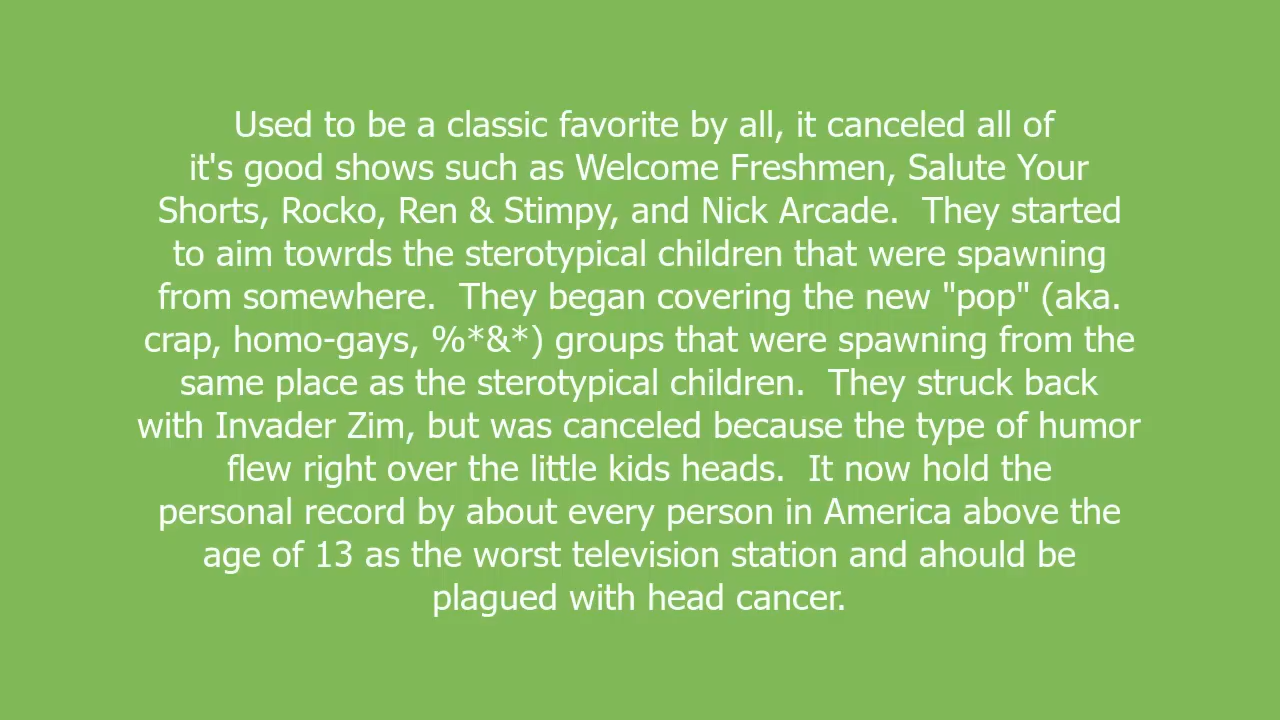 Used to be a classic favorite by all, it canceled all of
it's good shows such as Welcome Freshmen, Salute Your
Shorts, Rocko, Ren & Stimpy, and Nick Arcade.  They started
to aim towrds the sterotypical children that were spawning
from somewhere.  They began covering the new "pop" (aka.
crap, homo-gays, %*&*) groups that were spawning from the
same place as the sterotypical children.  They struck back
with Invader Zim, but was canceled because the type of humor
flew right over the little kids heads.  It now hold the
personal record by about every person in America above the
age of 13 as the worst television station and ahould be
plagued with head cancer.